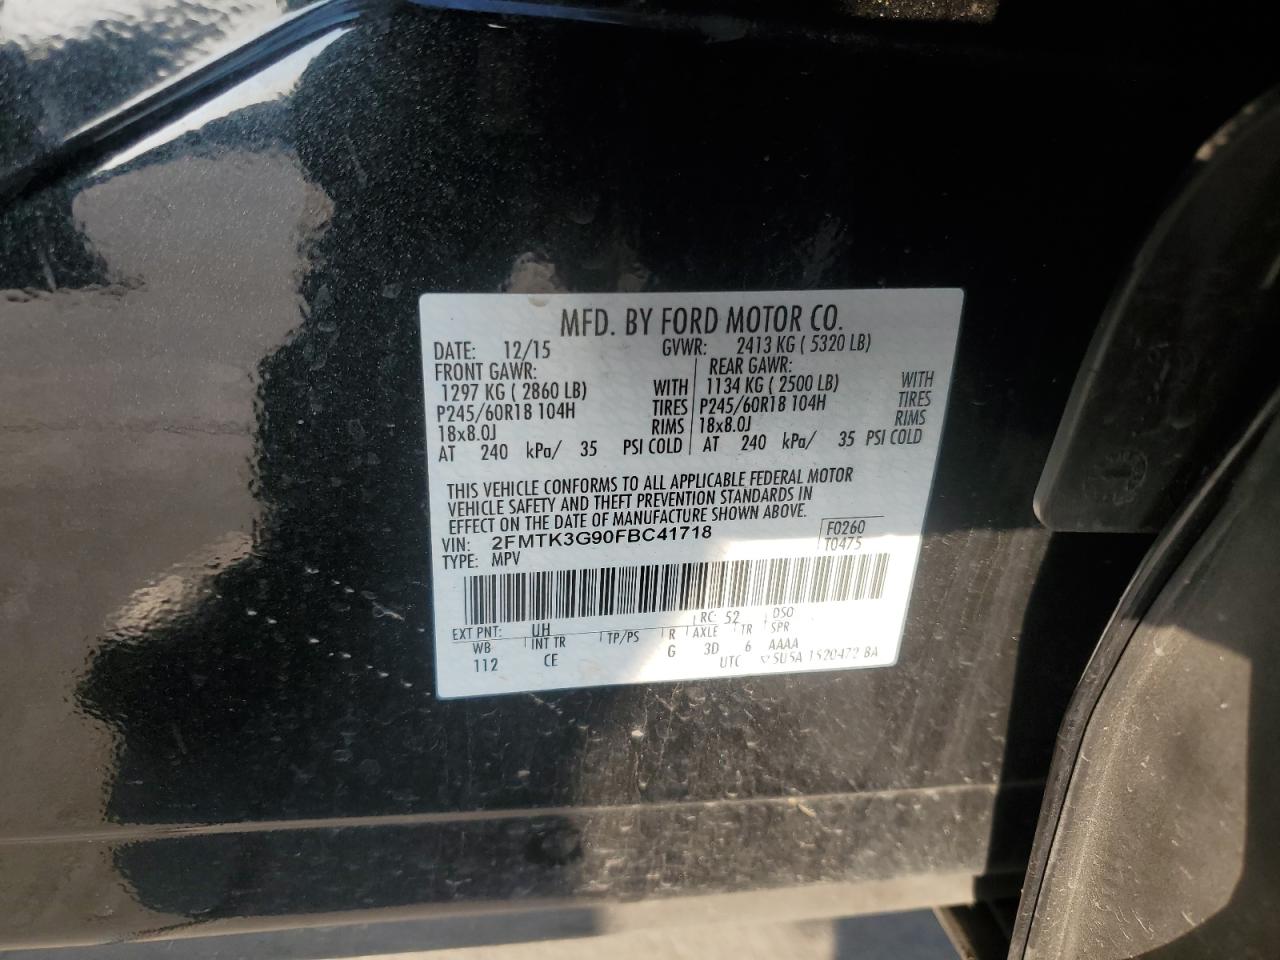 MFD. BY FORD MOTOR CO.
DATE: 12/15 GVWR: 2413 KG ( 5320 LB)
FRONT GAWR: REAR GAWR:
1297 KG ( 2860 LB) WITH 1134 KG ( 2500 LB) WITH
P245/60R18 104H TIRES P245/60R18 104H TIRES
18x8.0J RIMS 18x8.0J RIMS
AT 240 kPa/ 35 PSI COLD AT 240 kPa/ 35 PSI COLD
THIS VEHICLE CONFORMS TO ALL APPLICABLE FEDERAL MOTOR
VEHICLE SAFETY AND THEFT PREVENTION STANDARDS IN
EFFECT ON THE DATE OF MANUFACTURE SHOWN ABOVE.
VIN: 2FMTK3G90FBC41718 F0260
TYPE: MPV T0475
EXT PNT: UH RC: 52 DSO
WB INT TR TP/PS R AXLE TR SPR
112 CE G 3D 6 AAAA
UTC